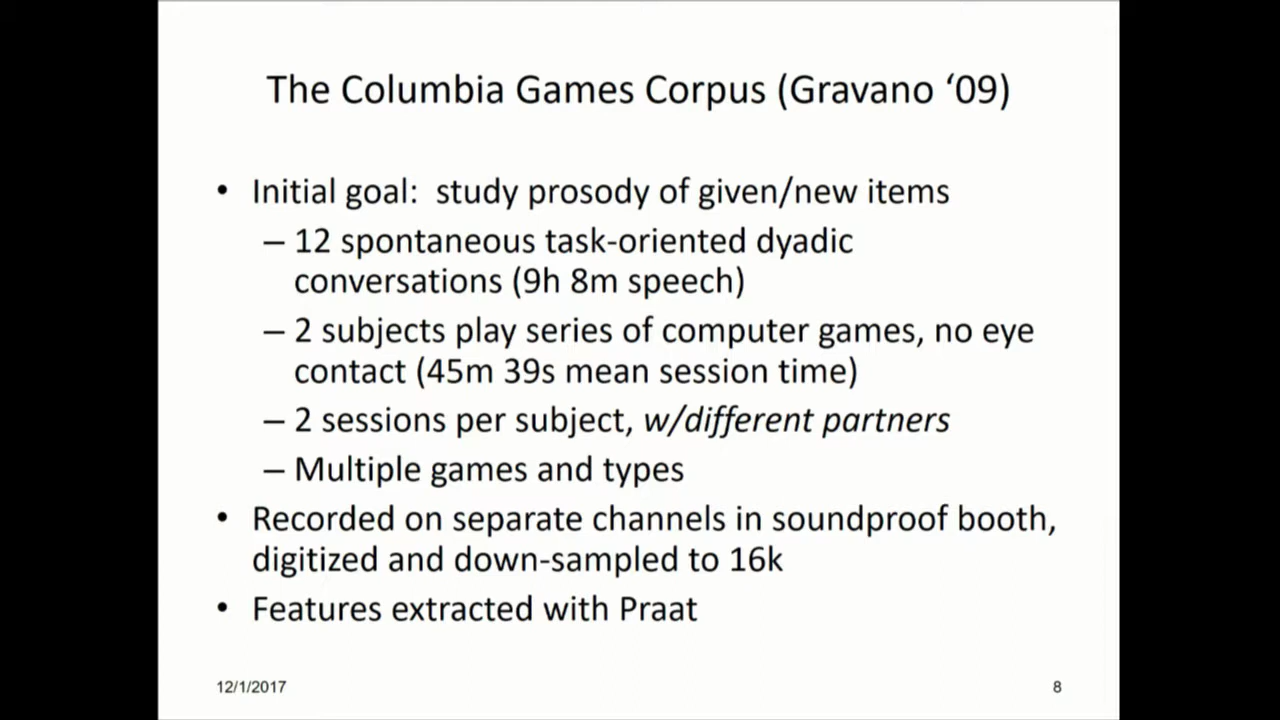 The Columbia Games Corpus (Gravano ‘09)
• Initial goal:  study prosody of given/new items
– 12 spontaneous task-oriented dyadic
conversations (9h 8m speech)
– 2 subjects play series of computer games, no eye
contact (45m 39s mean session time)
– 2 sessions per subject, w/different partners
– Multiple games and types
• Recorded on separate channels in soundproof booth,
digitized and down-sampled to 16k
• Features extracted with Praat
12/1/2017
8